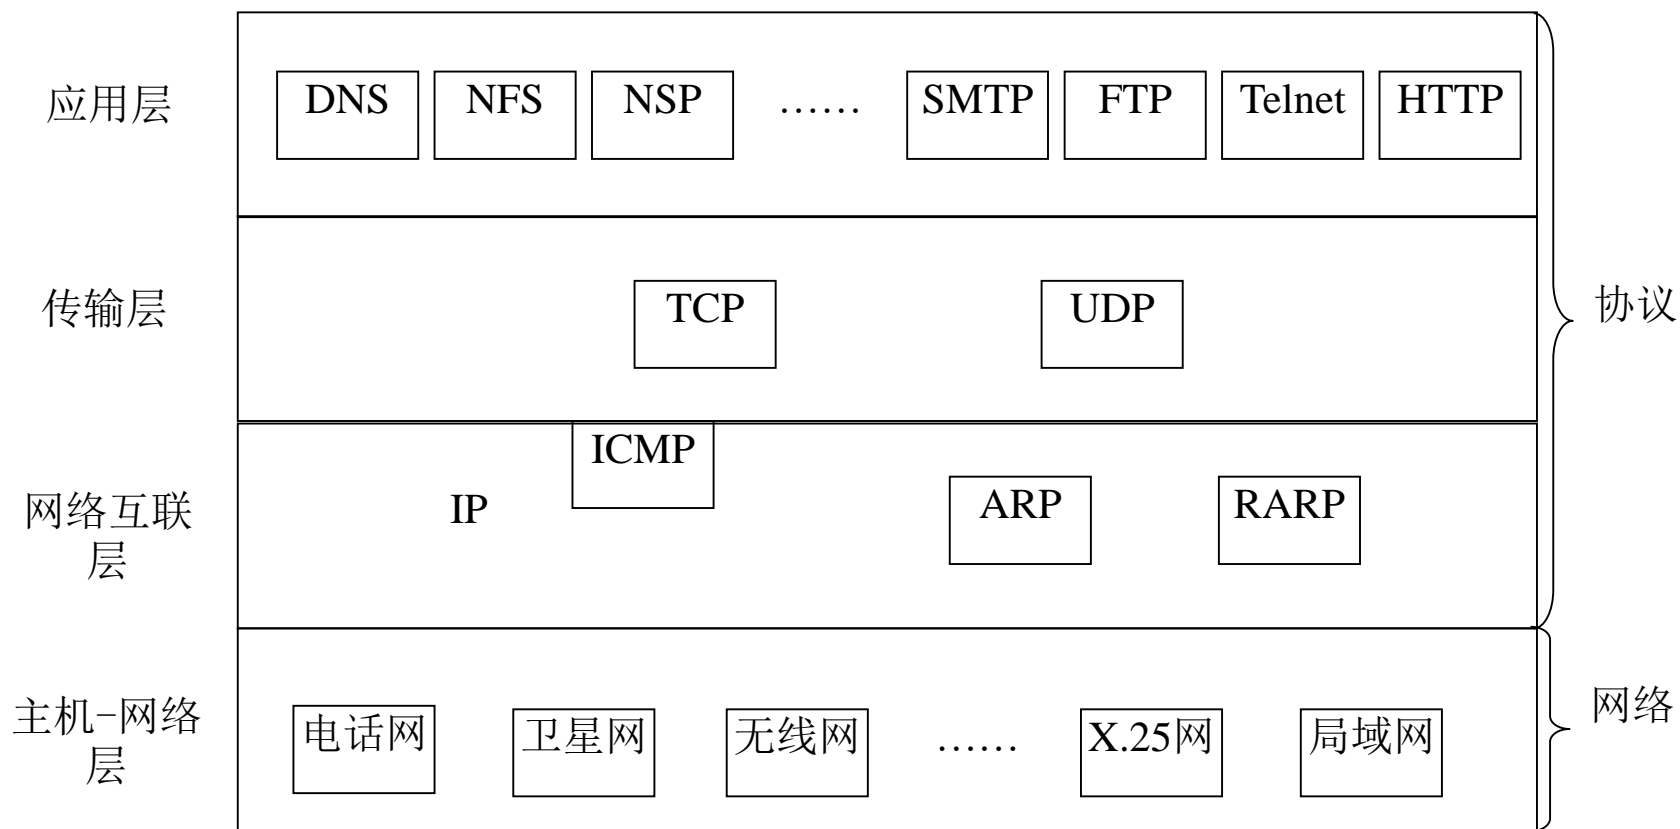 应用层
DNS NFS NSP …… SMTP FTP Telnet HTTP
传输层
TCP UDP
协议
网络互联
层
IP ICMP ARP RARP
主机-网络
层
电话网 卫星网 无线网 …… X.25网 局域网
网络